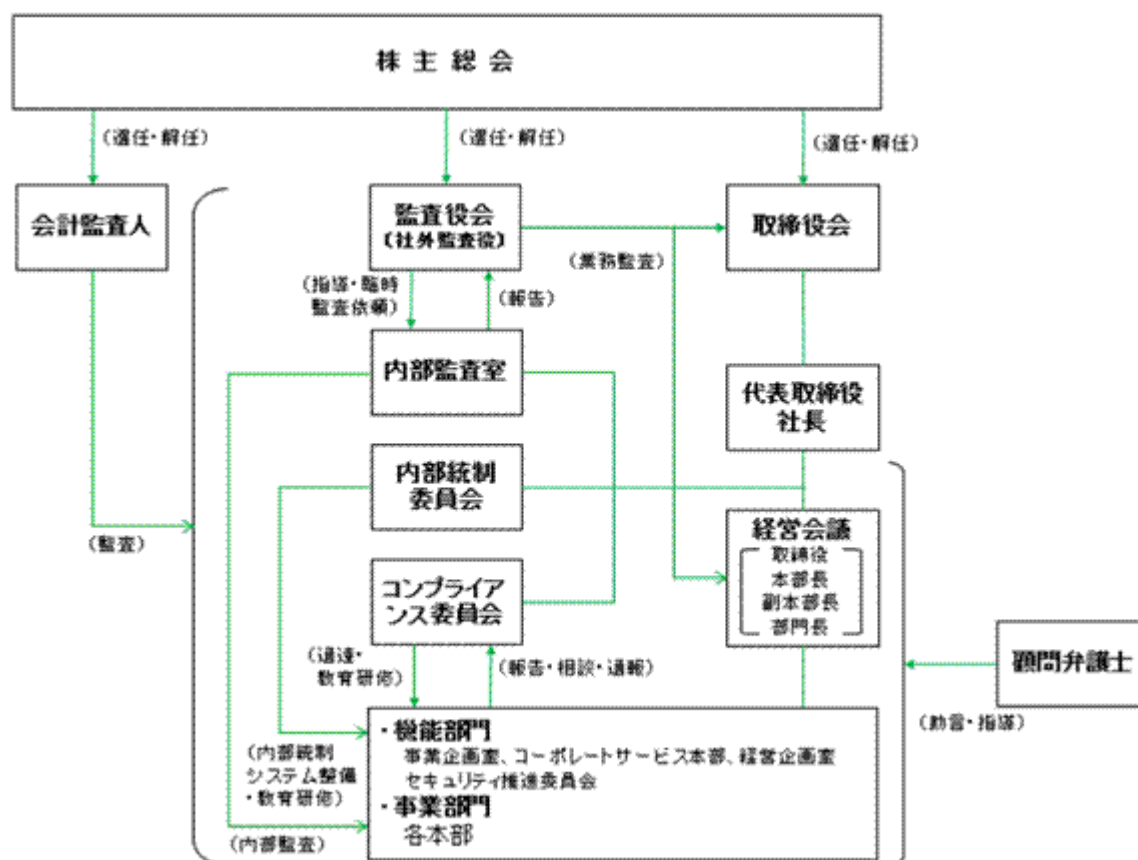 株主総会
(選任・解任)
(選任・解任)
(選任・解任)
会計監査人
監査役会
(社外監査役)
取締役会
(業務監査)
(指導・臨時
監査依頼)
(報告)
内部監査室
代表取締役
社長
内部統制
委員会
経営会議
取締役
本部長
副本部長
部門長
(監査)
コンプライア
ンス委員会
(通達・
教育研修)
(報告・相談・通報)
顧問弁護士
(助言・指導)
・機能部門
事業企画室、コーポレートサービス本部、経営企画室
セキュリティ推進委員会
・事業部門
各本部
(内部統制
システム整備
・教育研修)
(内部監査)